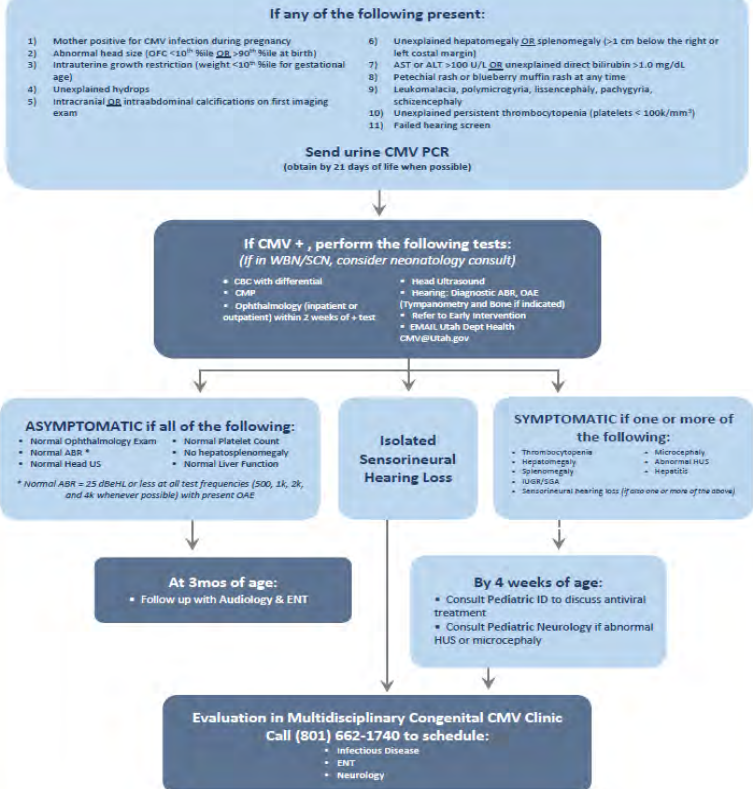 If any of the following present:
1) Mother positive for CMV infection during pregnancy
2) Abnormal head size (OFC <10th %ile OR >90th %ile at birth)
3) Intrauterine growth restriction (weight <10th %ile for gestational
age)
4) Unexplained hydrops
5) Intracranial OR intraabdominal calcifications on first imaging
exam
6) Unexplained hepatomegaly OR splenomegaly (>1 cm below the right or
left costal margin)
7) AST or ALT >100 U/L OR unexplained direct bilirubin >1.0 mg/dL
8) Petechial rash or blueberry muffin rash at any time
9) Leukomalacia, polymicrogyria, lissencephaly, pachygyria,
schizencephaly
10) Unexplained persistent thrombocytopenia (platelets < 100k/mm³)
11) Failed hearing screen
Send urine CMV PCR
(obtain by 21 days of life when possible)
If CMV + , perform the following tests:
(If in WBN/SCN, consider neonatology consult)
• CBC with differential
• CMP
• Ophthalmology (inpatient or
outpatient) within 2 weeks of + test
• Head Ultrasound
• Hearing: Diagnostic ABR, OAE
(Tympanometry and Bone if indicated)
• Refer to Early Intervention
• EMAIL Utah Dept Health
CMV@Utah.gov
ASYMPTOMATIC if all of the following:
• Normal Ophthalmology Exam
• Normal ABR *
• Normal Head US
• Normal Platelet Count
• No hepatosplenomegaly
• Normal Liver Function
* Normal ABR = 25 dBeHL or less at all test frequencies (500, 1k, 2k,
and 4k whenever possible) with present OAE
Isolated
Sensorineural
Hearing Loss
SYMPTOMATIC if one or more of
the following:
• Thrombocytopenia
• Hepatomegaly
• Splenomegaly
• IUGR/SGA
• Microcephaly
• Abnormal HUS
• Hepatitis
• Sensorineural hearing loss (if also one or more of the above)
At 3mos of age:
• Follow up with Audiology & ENT
By 4 weeks of age:
• Consult Pediatric ID to discuss antiviral
treatment
• Consult Pediatric Neurology if abnormal
HUS or microcephaly
Evaluation in Multidisciplinary Congenital CMV Clinic
Call (801) 662-1740 to schedule:
• Infectious Disease
• ENT
• Neurology